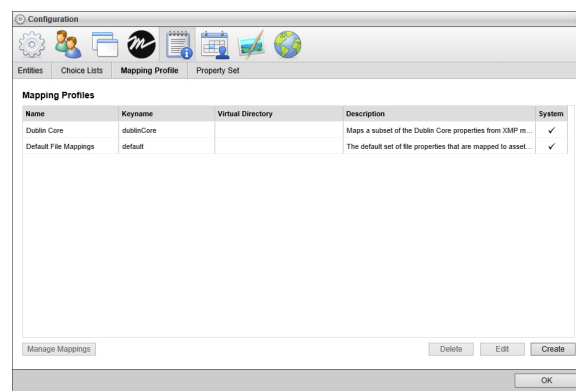 Configuration
Entities Choice Lists Mapping Profile Property Set
Mapping Profiles
Name Keyname Virtual Directory Description System
Dublin Core dublinCore Maps a subset of the Dublin Core properties from XMP m... ✓
Default File Mappings default The default set of file properties that are mapped to asset... ✓
Manage Mappings Delete Edit Create
OK